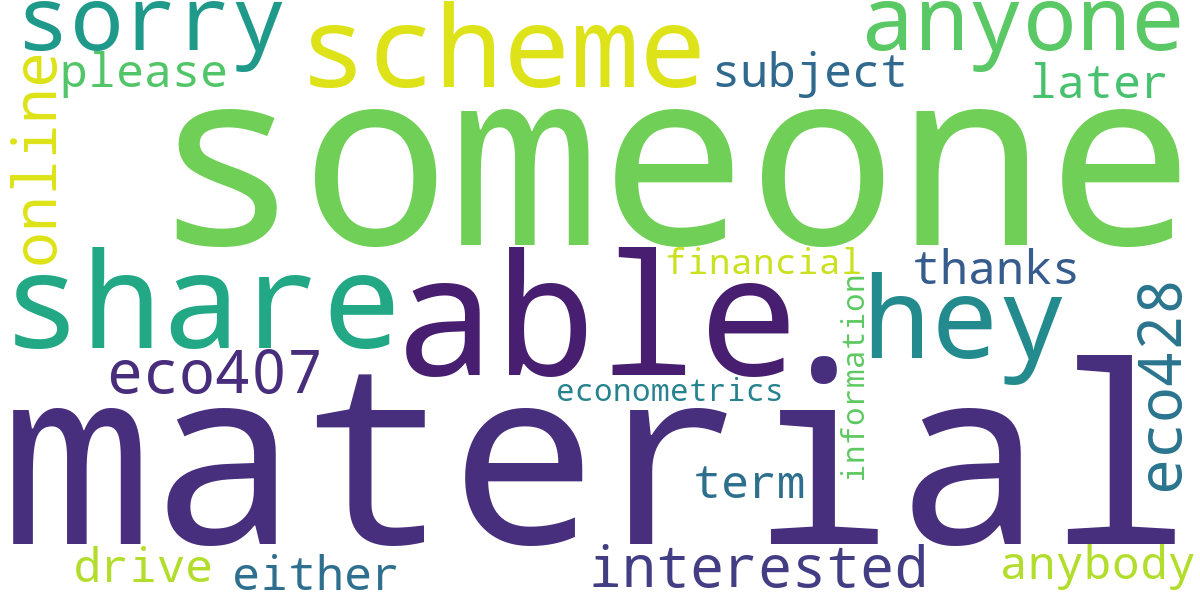 sorry
scheme
anyone
please
subject
later
online
someone
share
able
financial
thanks
hey
information
eco428
eco407
econometrics
material
term
drive
either
interested
anybody